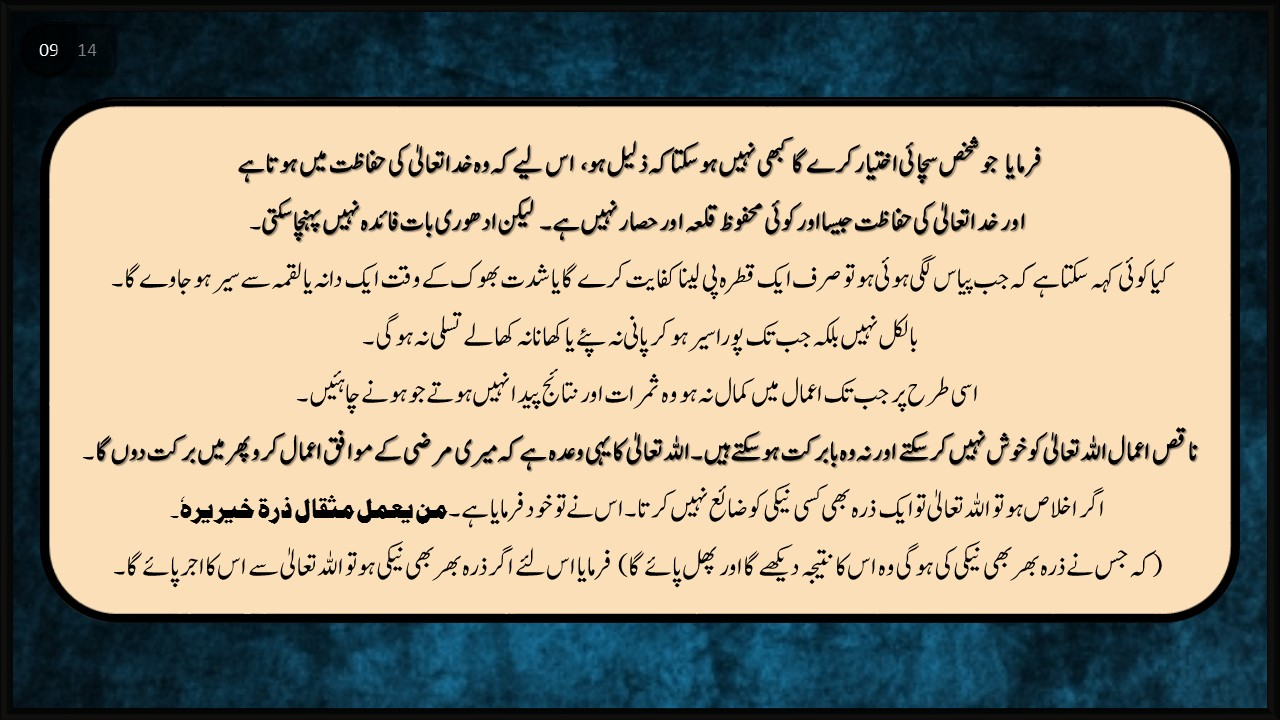 09 14
فرمایا جو شخص سچائی اختیار کرے گا کبھی نہیں ہو سکتا کہ ذلیل ہو، اس لیے کہ وہ خدا تعالیٰ کی حفاظت میں ہو تا ہے
اور خدا تعالیٰ کی حفاظت جیسا اور کوئی محفوظ قلعہ اور حصار نہیں ہے۔ لیکن ادھوری بات فائدہ نہیں پہنچا سکتی۔
کیا کوئی کہہ سکتا ہے کہ جب پیاس لگی ہوئی ہو تو صرف ایک قطرہ پی لینا کفایت کرے گا یا شدت بھوک کے وقت ایک دانہ یا لقمہ سے سیر ہو جاوے گا۔
بالکل نہیں بلکہ جب تک پورا سیر ہو کر پانی نہ پئے یا کھانا نہ کھالے تسلی نہ ہو گی۔
اسی طرح پر جب تک اعمال میں کمال نہ ہو وہ ثمرات اور نتائج پیدا نہیں ہوتے جو ہونے چاہئیں۔
ناقص اعمال اللہ تعالیٰ کو خوش نہیں کر سکتے اور نہ وہ بابرکت ہو سکتے ہیں۔ اللہ تعالیٰ کا یہی وعدہ ہے کہ میری مرضی کے موافق اعمال کرو پھر میں برکت دوں گا۔
اگر اخلاص ہو تو اللہ تعالیٰ تو ایک ذرہ بھی کسی نیکی کو ضائع نہیں کرتا۔ اس نے تو خود فرمایا ہے۔ من یعمل مثقال ذرۃ خیر یرہٗ۔
(کہ جس نے ذرہ بھر بھی نیکی کی ہو گی وہ اس کا نتیجہ دیکھے گا اور پھل پائے گا) فرمایا اس لئے اگر ذرہ بھر بھی نیکی ہو تو اللہ تعالیٰ سے اس کا اجر پائے گا۔